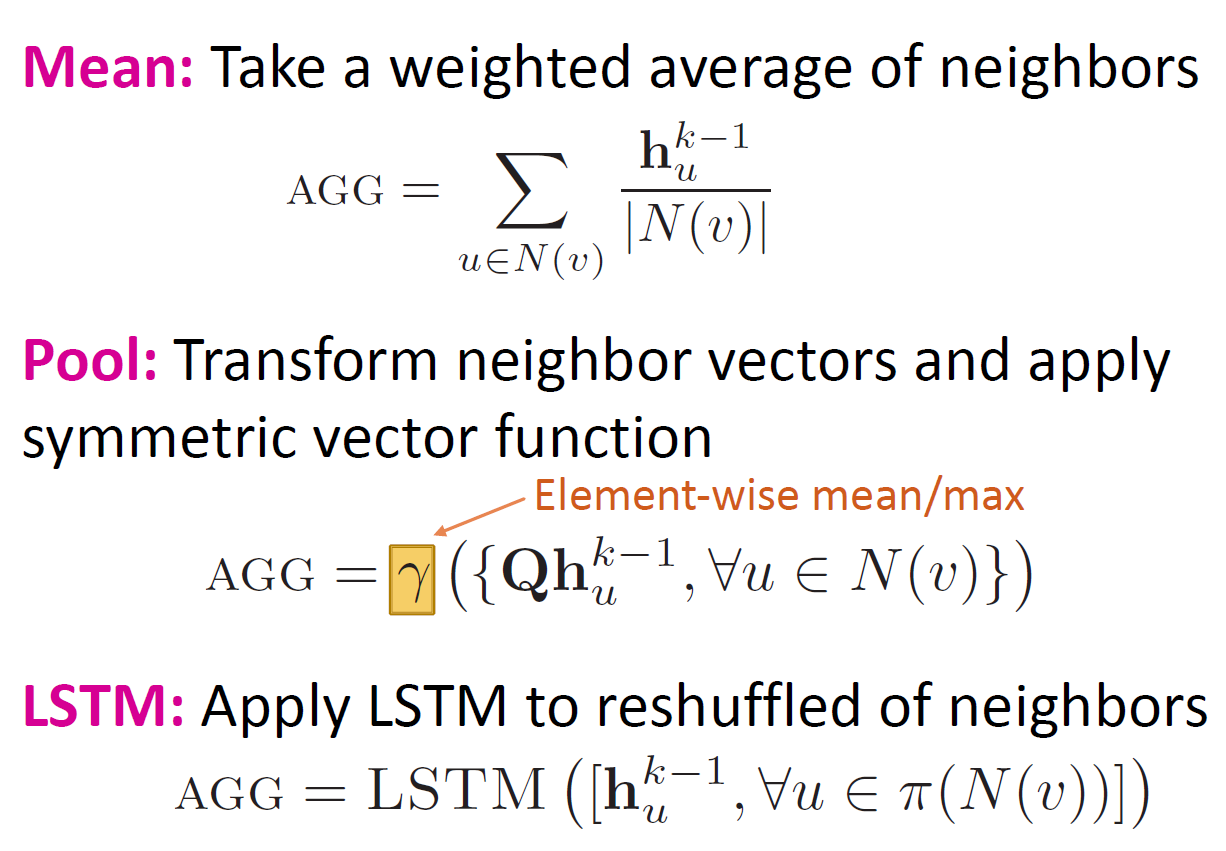 Mean: Take a weighted average of neighbors
AGG = ∑_{u∈N(v)} h_u^{k−1} / |N(v)|
Pool: Transform neighbor vectors and apply
symmetric vector function
Element-wise mean/max
AGG = γ({Qh_u^{k−1}, ∀u ∈ N(v)})
LSTM: Apply LSTM to reshuffled of neighbors
AGG = LSTM([h_u^{k−1}, ∀u ∈ π(N(v))])